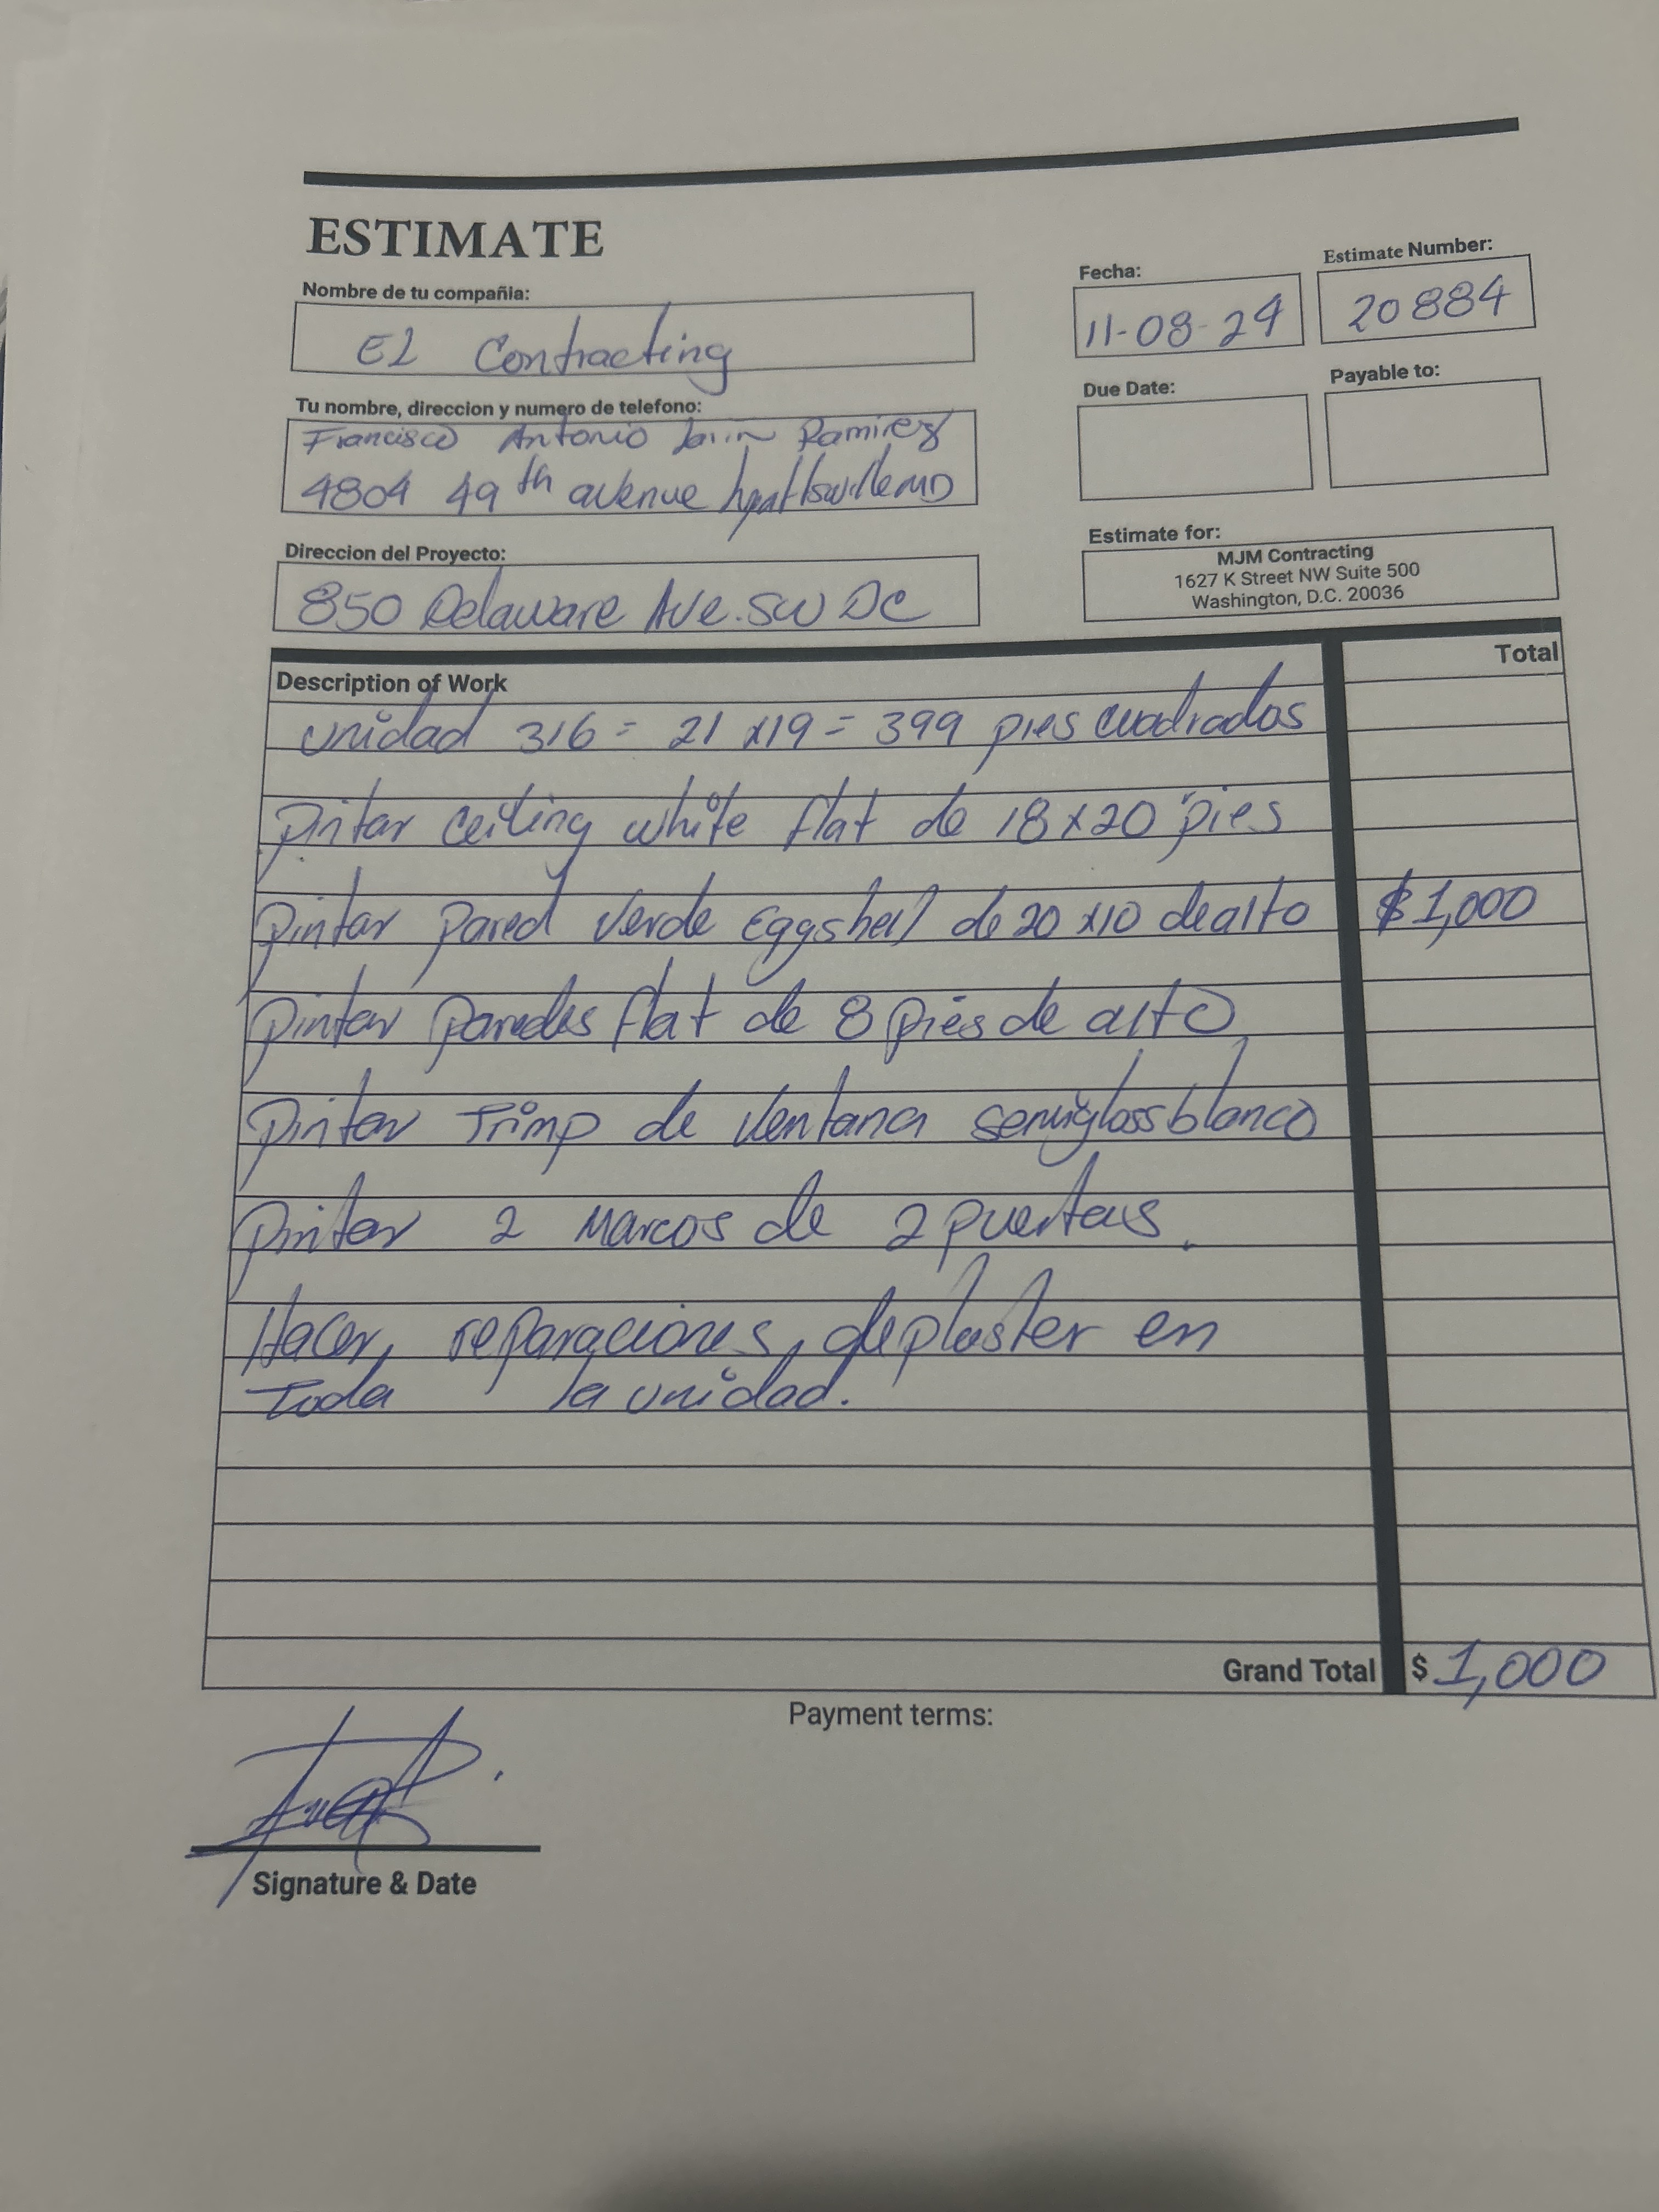 ESTIMATE
Nombre de tu compañia:
EL Contracting
Fecha:
11-08-24
Estimate Number:
20884
Tu nombre, direccion y numero de telefono:
Francisco Antonio Ramirez
4804 49th avenue hyattsville MD
Due Date:
Payable to:
Direccion del Proyecto:
850 Delaware Ave. SW DC
Estimate for:
MJM Contracting
1627 K Street NW Suite 500
Washington, D.C. 20036
Description of Work
Total
unidad 316 = 21 x19 = 399 pies cuadrados
pintar ceiling white flat de 18x20 pies
pintar pared verde Eggshell de 20 x10 de alto $1,000
pintar paredes flat de 8 pies de alto
pintar Trimp de ventana semigloss blanco
pintar 2 Marcos de 2 puertas.
Hacer, reparaciones, de plaster en
Toda la unidad.
Grand Total $1,000
Payment terms:
Signature & Date